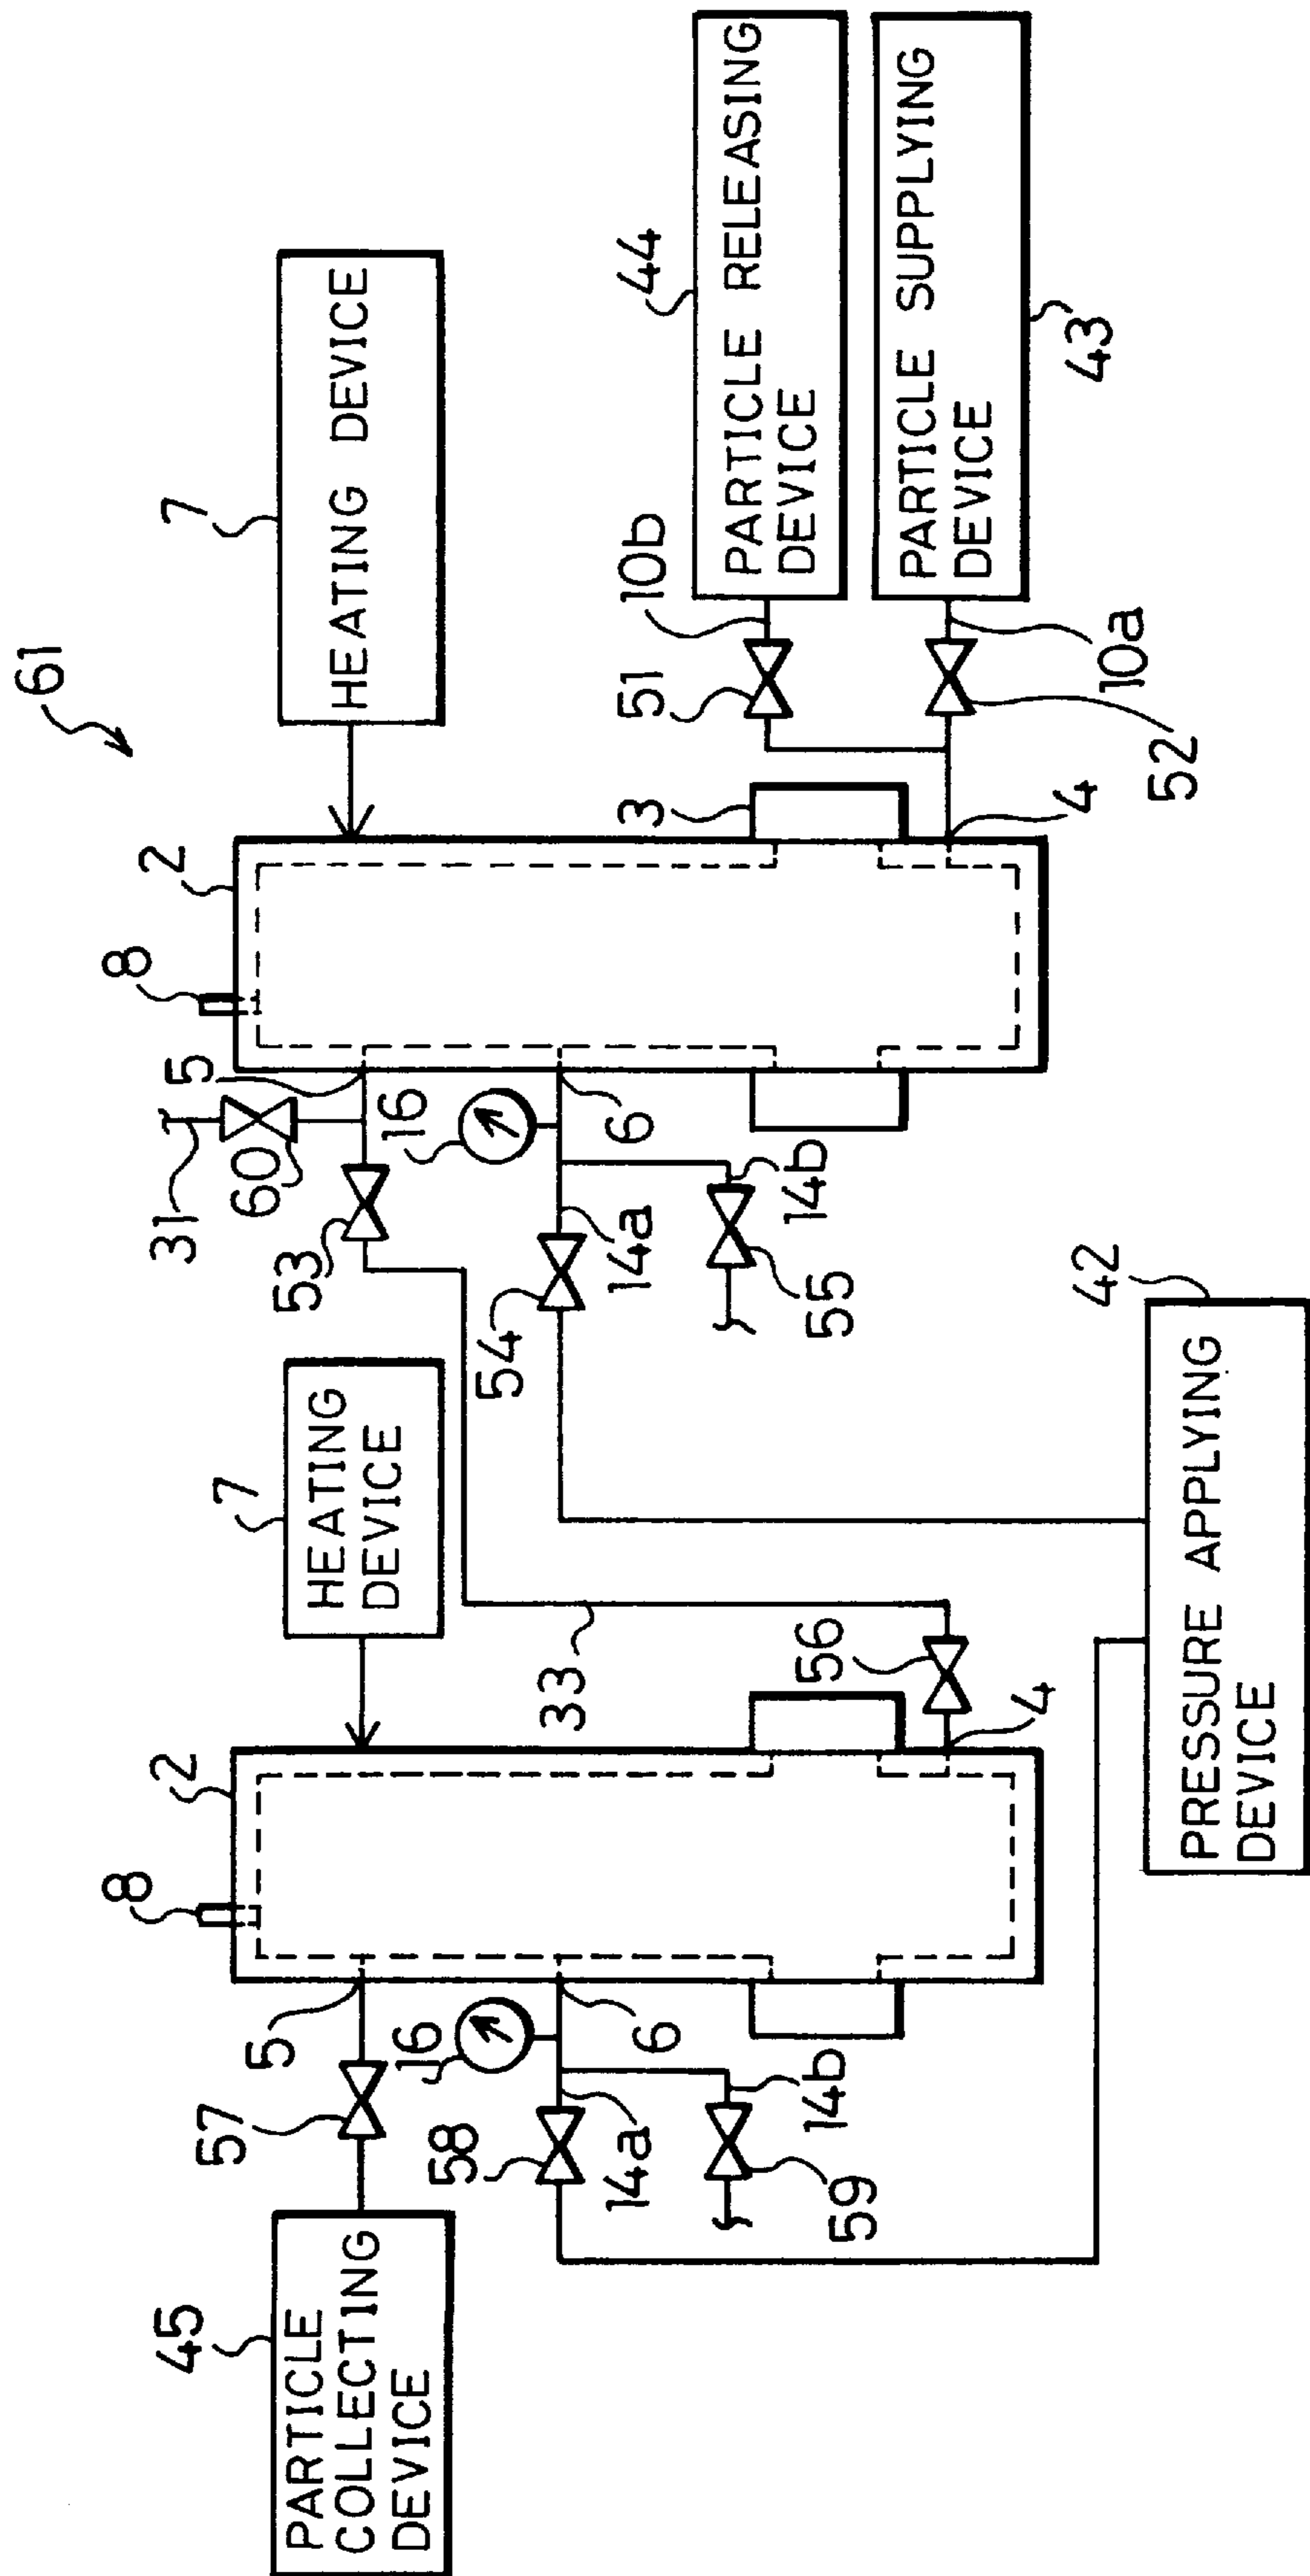 61
7
HEATING DEVICE
44
PARTICLE RELEASING
DEVICE
PARTICLE SUPPLYING
DEVICE
43
10b
51
10a
52
4
3
2
8
5
31
60
53
16
6
14a
54
14b
55
42
PRESSURE APPLYING
DEVICE
7
HEATING
DEVICE
33
56
4
2
8
5
16
6
57
58
14a
14b
59
45
PARTICLE
COLLECTING
DEVICE